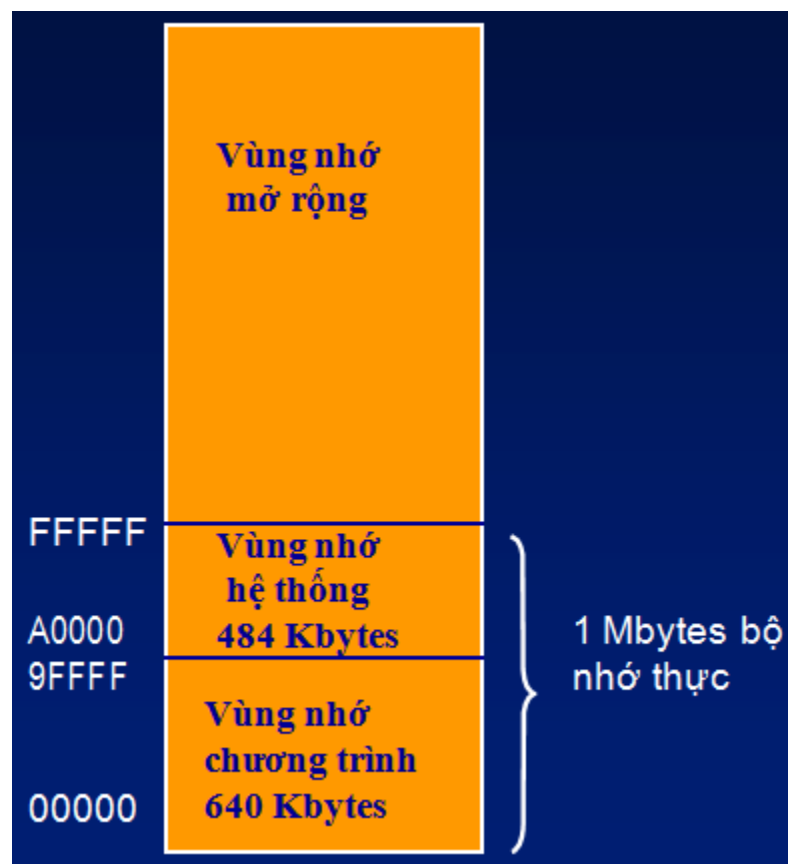 Vùng nhớ
mở rộng
FFFFF
Vùng nhớ
hệ thống
484 Kbytes
A0000
9FFFF
1 Mbytes bộ
nhớ thực
Vùng nhớ
chương trình
640 Kbytes
00000